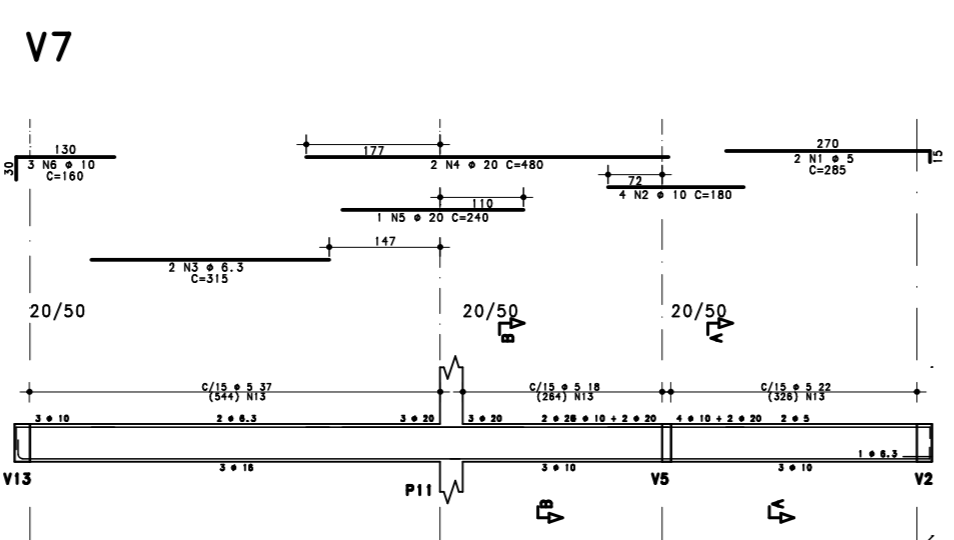 V7
130
30
3 N6 ø 10
C=160
177
2 N4 ø 20 C=480
270
15
2 N1 ø 5
C=285
72
4 N2 ø 10 C=180
110
1 N5 ø 20 C=240
147
2 N3 ø 6.3
C=315
20/50
20/50
20/50
B
A
C/15 ø 5 37
(544) N13
C/15 ø 5 18
(264) N13
C/15 ø 5 22
(326) N13
3 ø 10
2 ø 6.3
3 ø 20
3 ø 20
ø 10 + 2 ø 20
4 ø 10 + 2 ø 20
2 ø 5
1 ø 6.3
V13
3 ø 16
P11
3 ø 10
V5
3 ø 10
V2
B
A